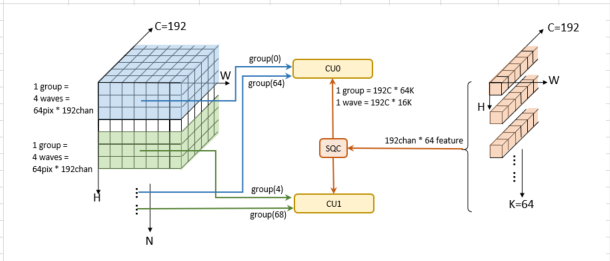 C=192
W
1 group =
4 waves =
64pix * 192chan
1 group =
4 waves =
64pix * 192chan
H
N
group(0)
group(64)
group(4)
group(68)
CU0
1 group = 192C * 64K
1 wave = 192C * 16K
SQC
192chan * 64 feature
CU1
C=192
W
H
K=64